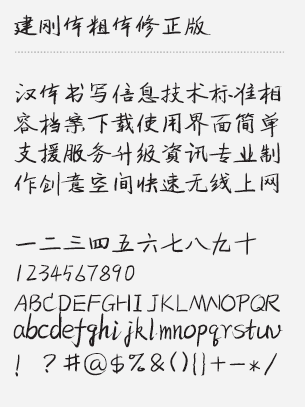 建刚体粗体修正版
汉体书写信息技术标准相
容档案下载使用界面简单
支援服务升级资讯专业制
作创意空间快速无线上网
一二三四五六七八九十
1234567890
ABCDEFGHIJKLMNOPQR
abcdefghijklmnopqrstuv
! ?#@$%&(){}+-*/